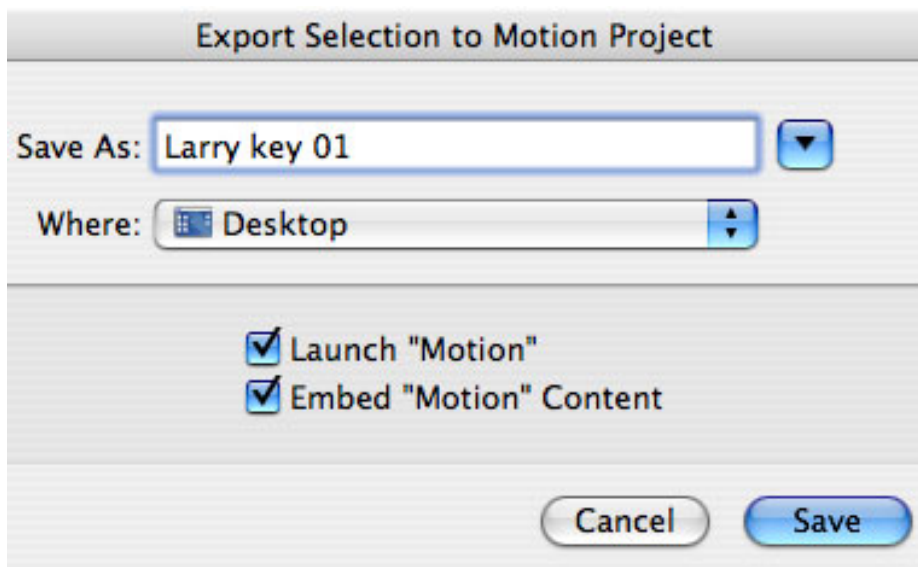 Export Selection to Motion Project
Save As: Larry key 01
Where: Desktop
Launch "Motion"
Embed "Motion" Content
Cancel Save